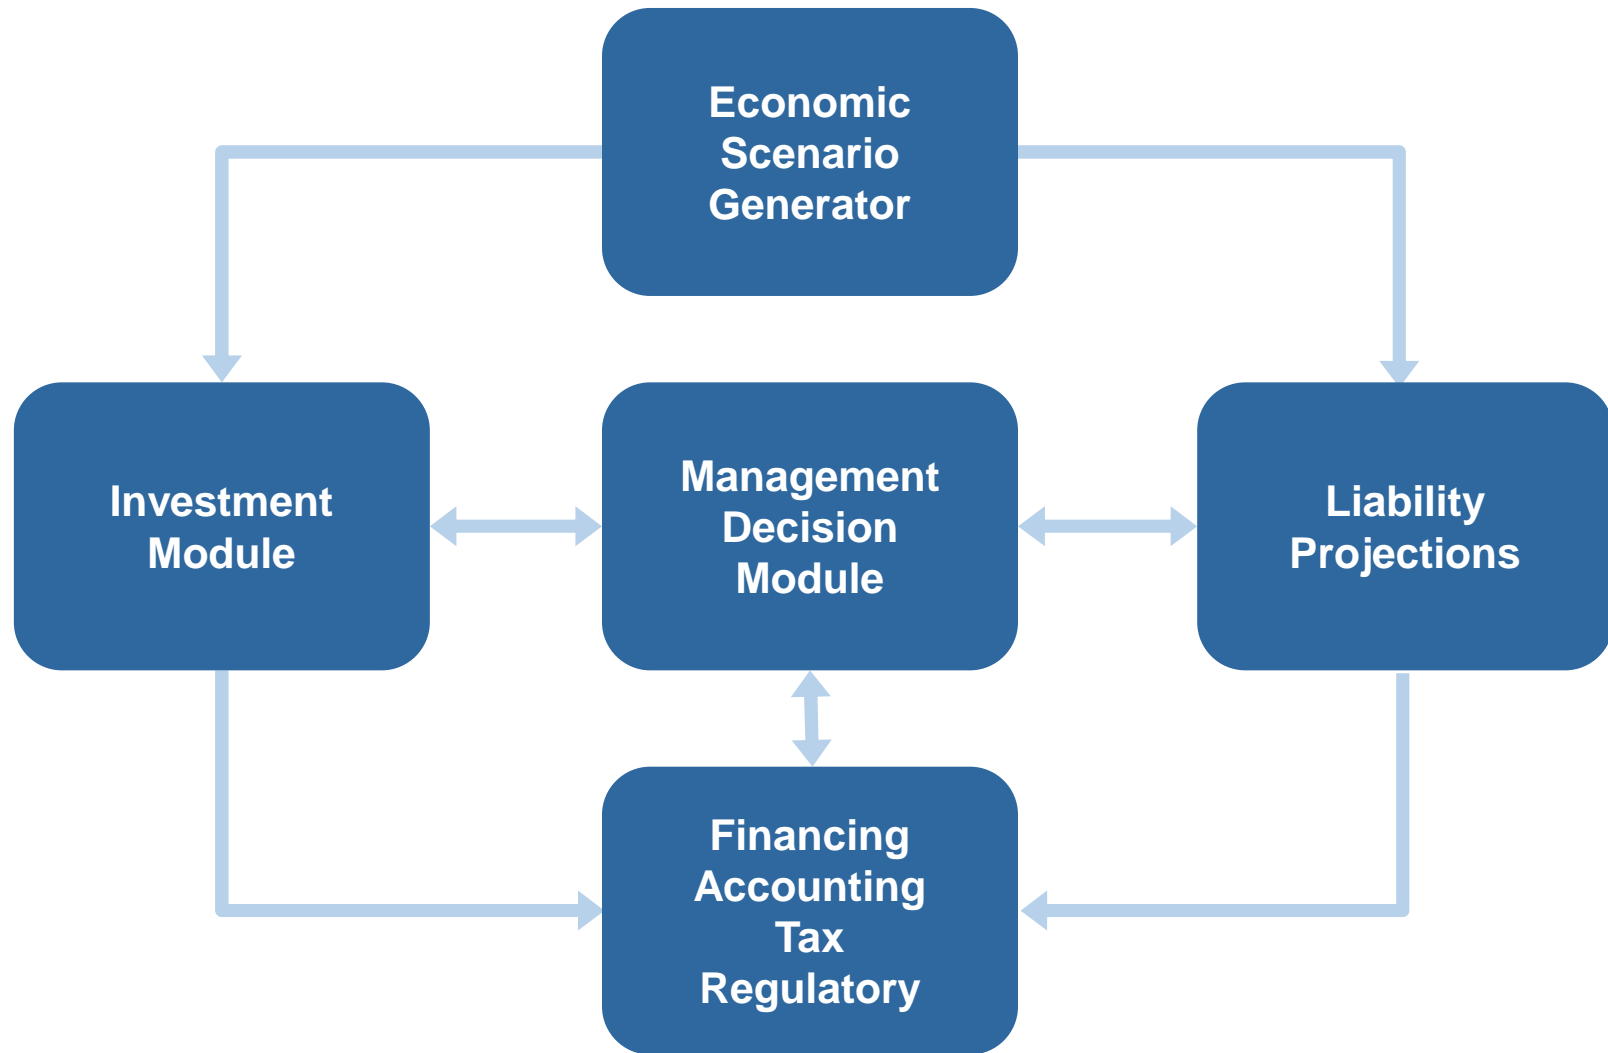 Economic
Scenario
Generator
Investment
Module
Management
Decision
Module
Liability
Projections
Financing
Accounting
Tax
Regulatory